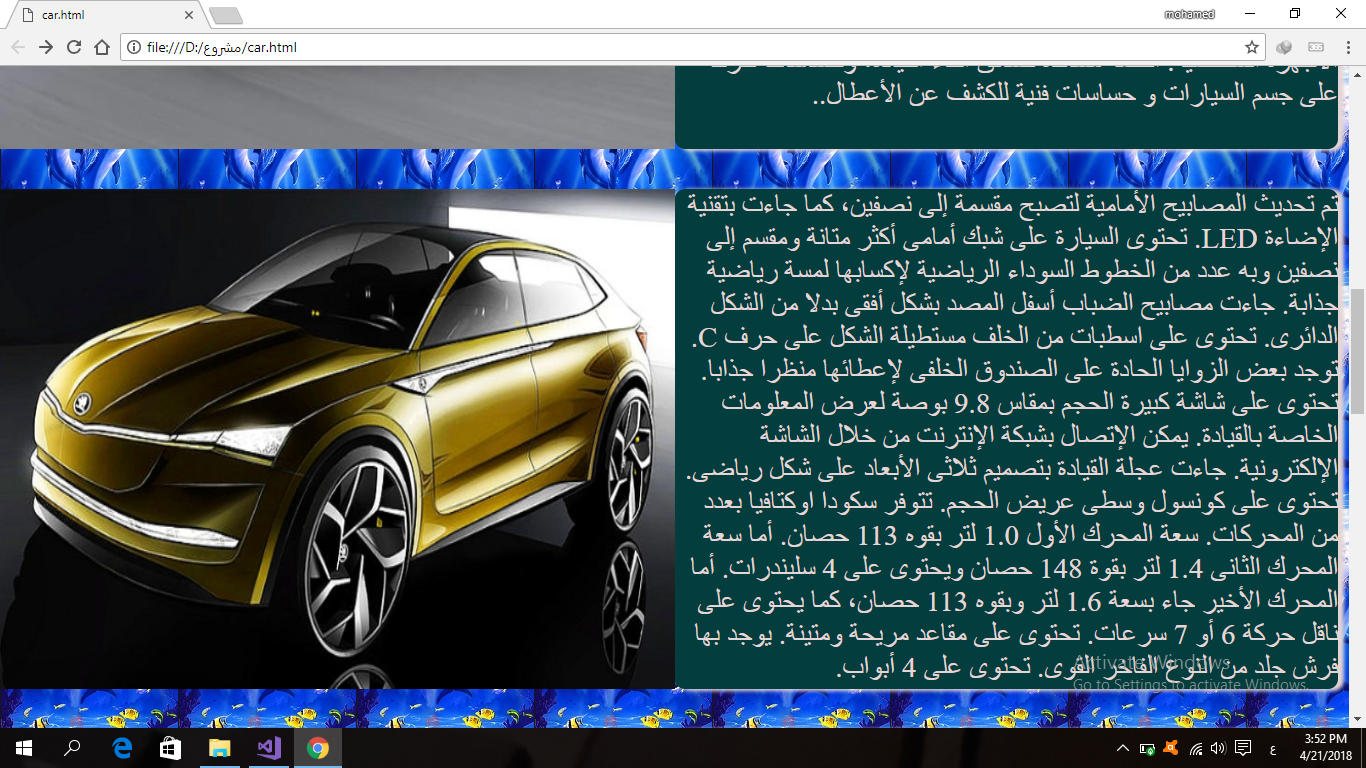 car.html
mohamed
file:///D:/مشروع/car.html
على جسم السيارات و حساسات فنية للكشف عن الأعطال..
تم تحديث المصابيح الأمامية لتصبح مقسمة إلى نصفين، كما جاءت بتقنية
الإضاءة LED. تحتوى السيارة على شبك أمامى أكثر متانة ومقسم إلى
نصفين وبه عدد من الخطوط السوداء الرياضية لإكسابها لمسة رياضية
جذابة. جاءت مصابيح الضباب أسفل المصد بشكل أفقى بدلا من الشكل
الدائرى. تحتوى على اسطبات من الخلف مستطيلة الشكل على حرف C.
توجد بعض الزوايا الحادة على الصندوق الخلفى لإعطائها منظرا جذابا.
تحتوى على شاشة كبيرة الحجم بمقاس 9.8 بوصة لعرض المعلومات
الخاصة بالقيادة. يمكن الإتصال بشبكة الإنترنت من خلال الشاشة
الإلكترونية. جاءت عجلة القيادة بتصميم ثلاثى الأبعاد على شكل رياضى.
تحتوى على كونسول وسطى عريض الحجم. تتوفر سكودا اوكتافيا بعدد
من المحركات. سعة المحرك الأول 1.0 لتر بقوه 113 حصان. أما سعة
المحرك الثانى 1.4 لتر بقوة 148 حصان ويحتوى على 4 سليندرات. أما
المحرك الأخير جاء بسعة 1.6 لتر وبقوه 113 حصان، كما يحتوى على
ناقل حركة 6 أو 7 سرعات. تحتوى على مقاعد مريحة ومتينة. يوجد بها
فرش جلد من النوع الفاخر القوى. تحتوى على 4 أبواب.
Activate Windows
Go to Settings to activate Windows.
ع
3:52 PM
4/21/2018